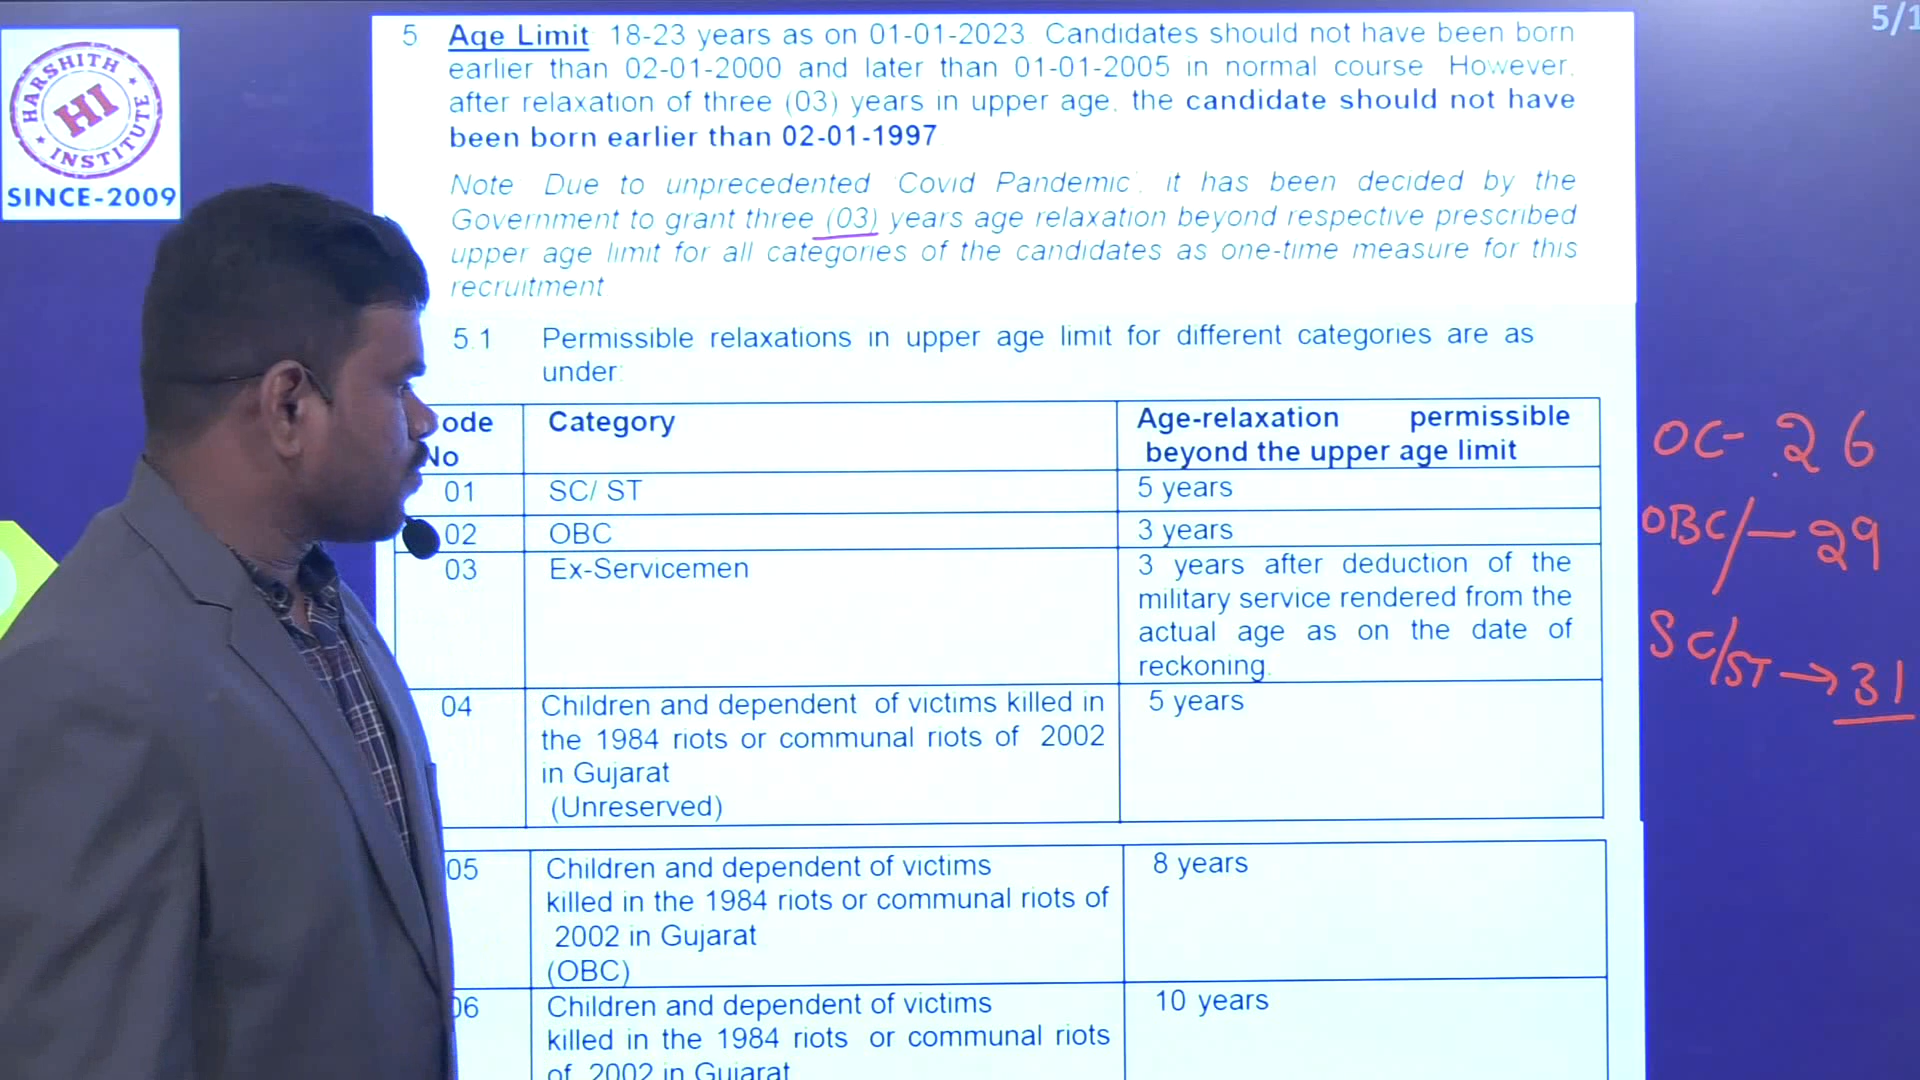 HARSHITH
HI
INSTITUTE
SINCE-2009
5/1
5 Age Limit 18-23 years as on 01-01-2023 Candidates should not have been born
earlier than 02-01-2000 and later than 01-01-2005 in normal course However,
after relaxation of three (03) years in upper age, the candidate should not have
been born earlier than 02-01-1997
Note Due to unprecedented 'Covid Pandemic', it has been decided by the
Government to grant three (03) years age relaxation beyond respective prescribed
upper age limit for all categories of the candidates as one-time measure for this
recruitment
5.1 Permissible relaxations in upper age limit for different categories are as
under:
ode No
Category
Age-relaxation permissible
beyond the upper age limit
01 SC/ ST 5 years
02 OBC 3 years
03 Ex-Servicemen 3 years after deduction of the
military service rendered from the
actual age as on the date of
reckoning.
04 Children and dependent of victims killed in 5 years
the 1984 riots or communal riots of 2002
in Gujarat
(Unreserved)
05 Children and dependent of victims 8 years
killed in the 1984 riots or communal riots of
2002 in Gujarat
(OBC)
06 Children and dependent of victims 10 years
killed in the 1984 riots or communal riots
of 2002 in Gujarat
OC- 26
OBC/- 29
SC/ST → 31